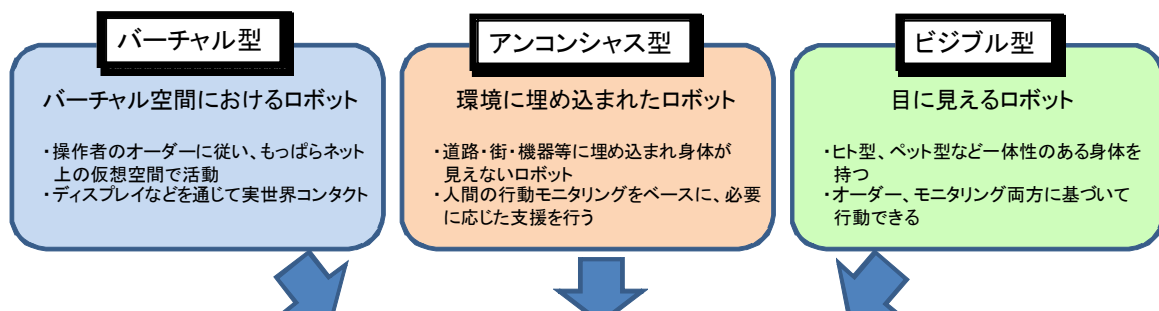 バーチャル型
バーチャル空間におけるロボット
・操作者のオーダーに従い、もっぱらネット
上の仮想空間で活動
・ディスプレイなどを通じて実世界コンタクト
アンコンシャス型
環境に埋め込まれたロボット
・道路・街・機器等に埋め込まれ身体が
見えないロボット
・人間の行動モニタリングをベースに、必要
に応じた支援を行う
ビジブル型
目に見えるロボット
・ヒト型、ペット型など一体性のある身体を
持つ
・オーダー、モニタリング両方に基づいて
行動できる